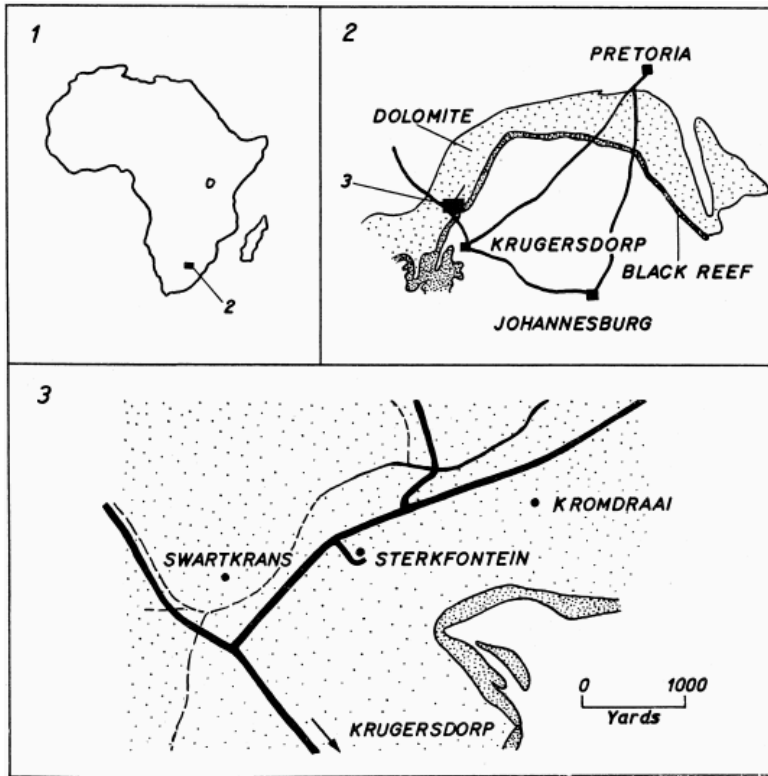 1
2
2
PRETORIA
DOLOMITE
3
KRUGERSDORP
BLACK REEF
JOHANNESBURG
3
KROMDRAAI
SWARTKRANS
STERKFONTEIN
0 1000
Yards
KRUGERSDORP